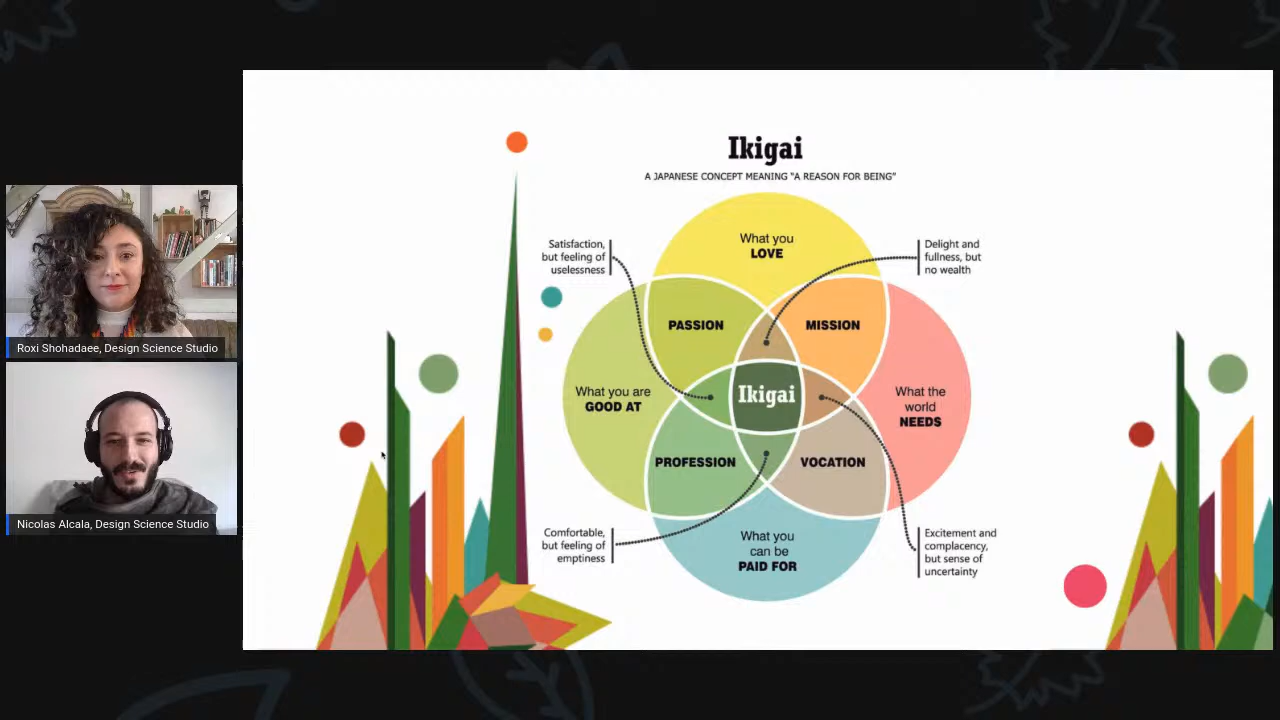 Ikigai
A JAPANESE CONCEPT MEANING “A REASON FOR BEING”
What you
LOVE
Satisfaction,
but feeling of
uselessness
Delight and
fullness, but
no wealth
PASSION
MISSION
What you are
GOOD AT
Ikigai
What the
world
NEEDS
PROFESSION
VOCATION
Comfortable,
but feeling of
emptiness
What you
can be
PAID FOR
Excitement and
complacency,
but sense of
uncertainty
Roxi Shohadaee, Design Science Studio
Nicolas Alcala, Design Science Studio